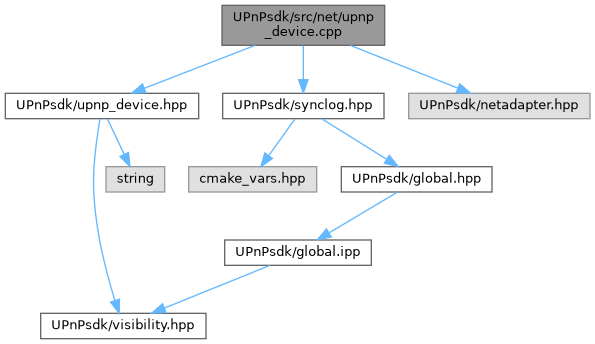 UPnPsdk/src/net/upnp
_device.cpp
UPnPsdk/upnp_device.hpp
UPnPsdk/synclog.hpp
UPnPsdk/netadapter.hpp
string
cmake_vars.hpp
UPnPsdk/global.hpp
UPnPsdk/global.ipp
UPnPsdk/visibility.hpp